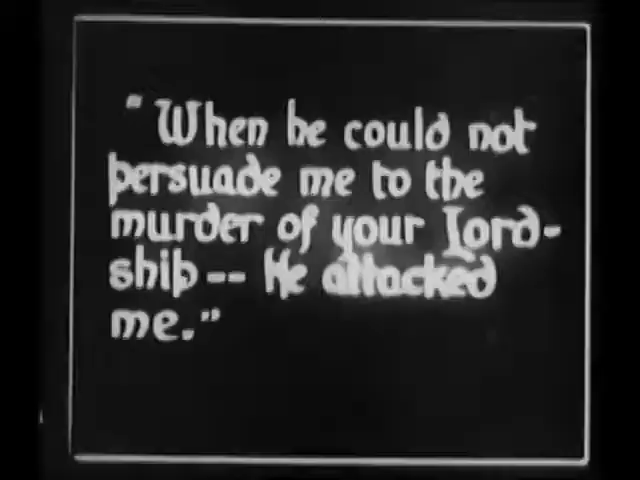 "When he could not
persuade me to the
murder of your Lord-
ship -- He attacked
me."